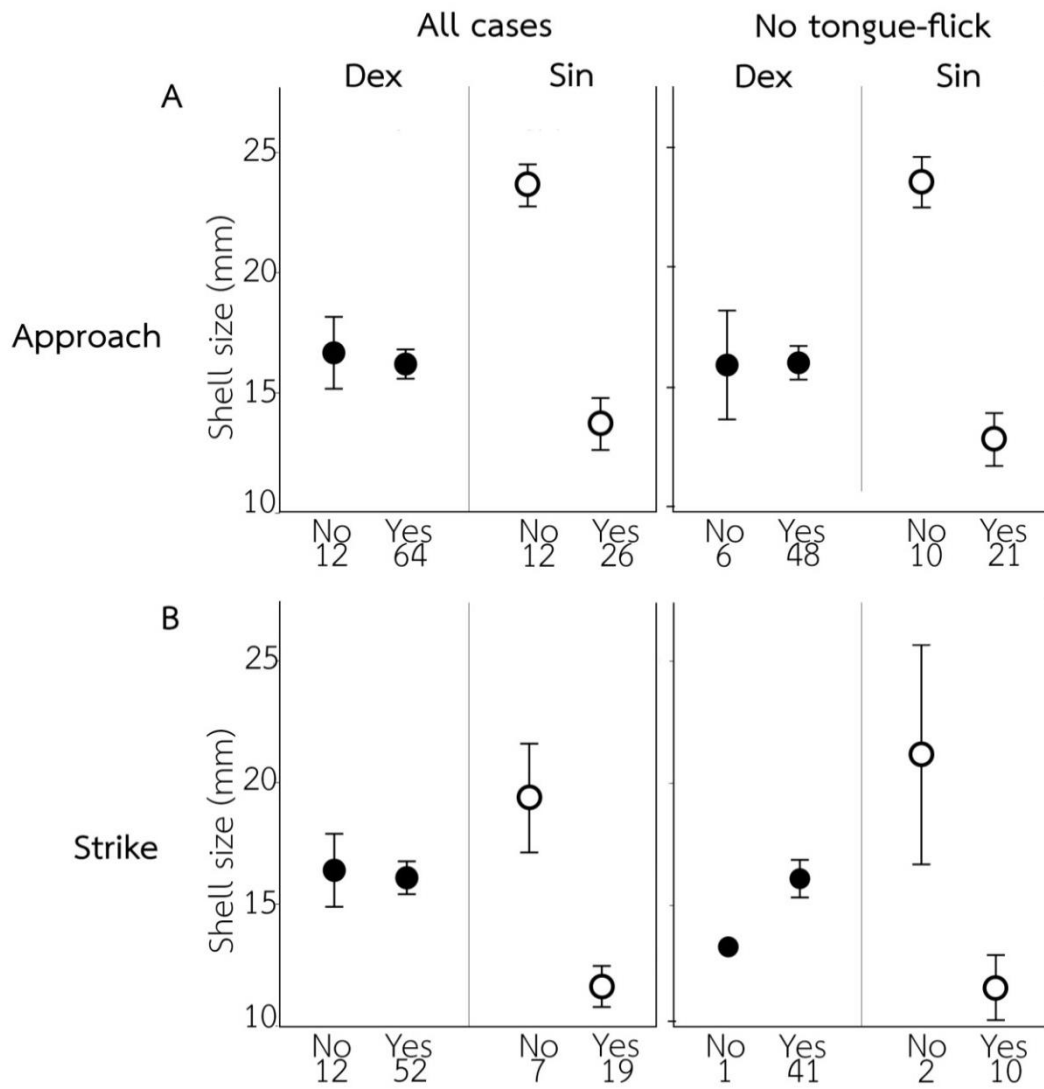 All cases No tongue-flick
Dex Sin Dex Sin
A
25
20
15
10
Shell size (mm)
Approach
No Yes No Yes No Yes No Yes
12 64 12 26 6 48 10 21
B
25
20
15
10
Shell size (mm)
Strike
No Yes No Yes No Yes No Yes
12 52 7 19 1 41 2 10